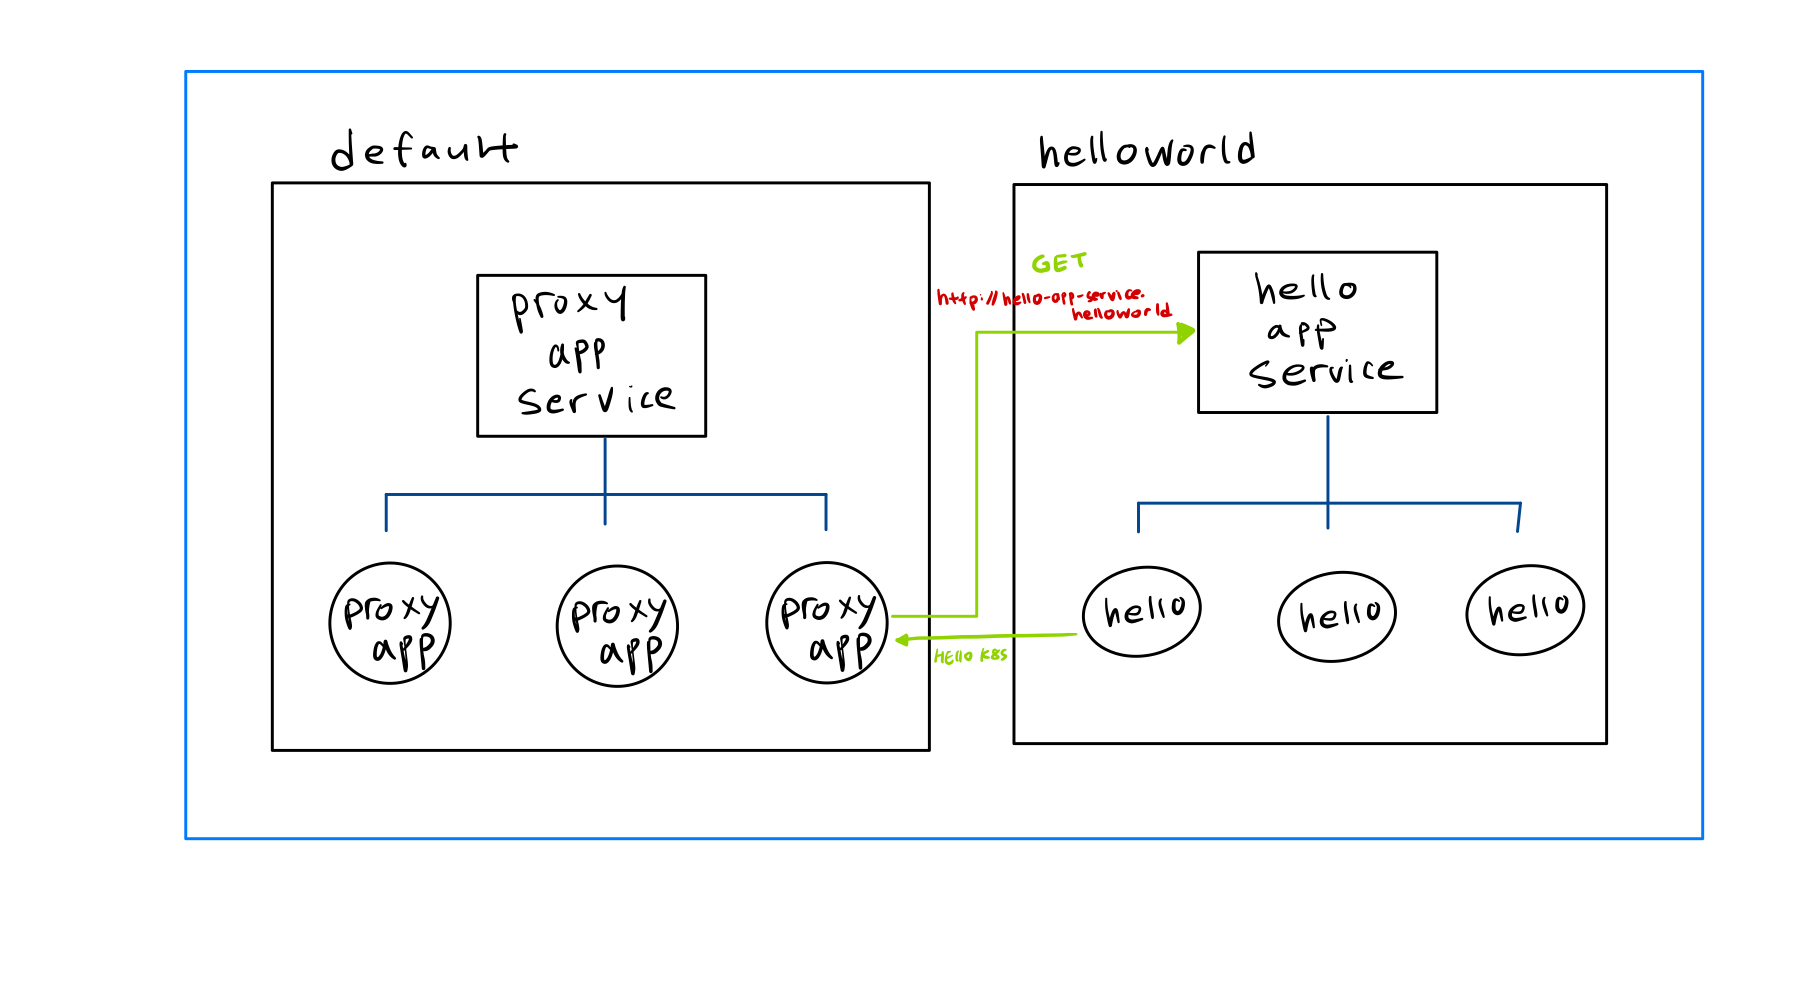 default
helloworld
proxy
app
service
GET
http://hello-app-service.
helloworld
hello
app
service
proxy
app
proxy
app
proxy
app
HEllO K8S
hello
hello
hello